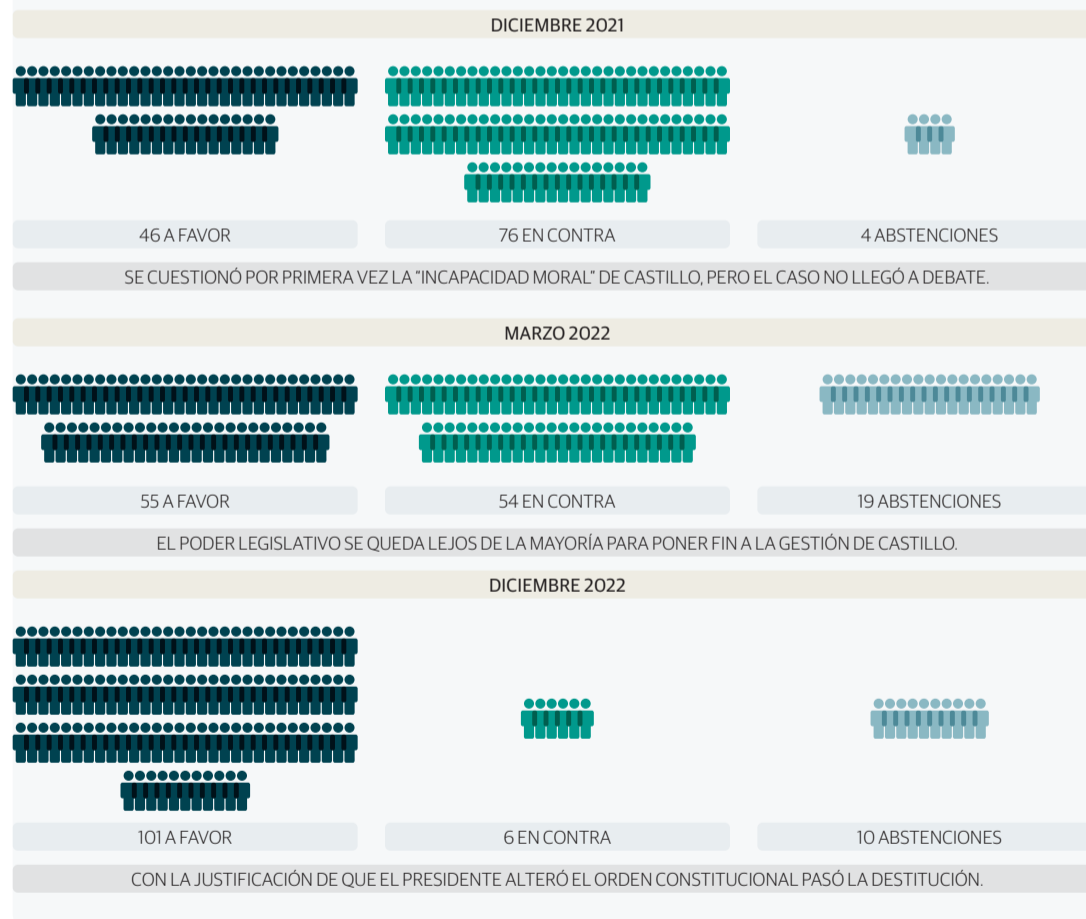 DICIEMBRE 2021
46 A FAVOR
76 EN CONTRA
4 ABSTENCIONES
SE CUESTIONÓ POR PRIMERA VEZ LA "INCAPACIDAD MORAL" DE CASTILLO, PERO EL CASO NO LLEGÓ A DEBATE.
MARZO 2022
55 A FAVOR
54 EN CONTRA
19 ABSTENCIONES
EL PODER LEGISLATIVO SE QUEDA LEJOS DE LA MAYORÍA PARA PONER FIN A LA GESTIÓN DE CASTILLO.
DICIEMBRE 2022
101 A FAVOR
6 EN CONTRA
10 ABSTENCIONES
CON LA JUSTIFICACIÓN DE QUE EL PRESIDENTE ALTERÓ EL ORDEN CONSTITUCIONAL PASÓ LA DESTITUCIÓN.